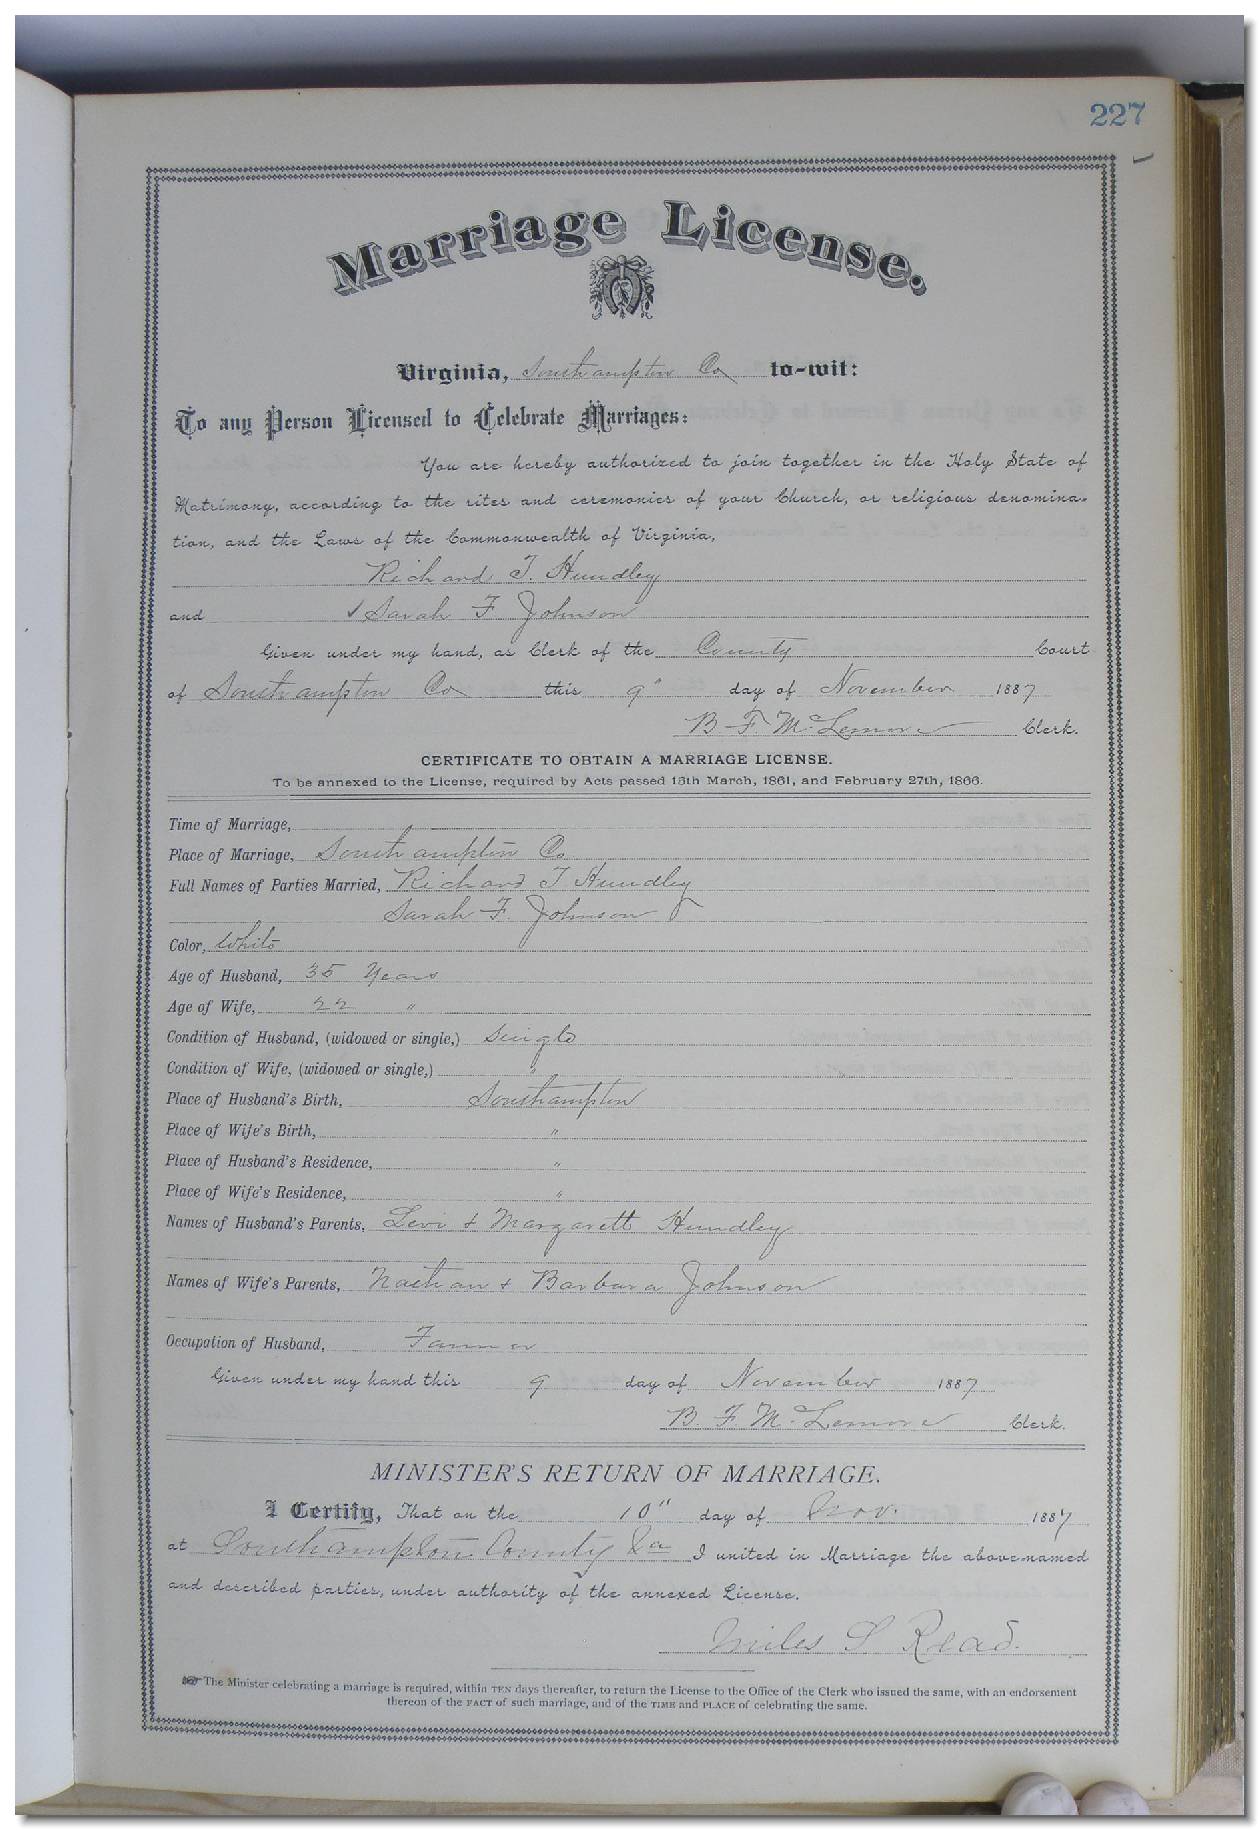 227
Marriage License.
Virginia, Southampton Co to-wit:
To any Person Licensed to Celebrate Marriages:
You are hereby authorized to join together in the Holy State of
Matrimony, according to the rites and ceremonies of your Church, or religious denomina-
tion, and the Laws of the Commonwealth of Virginia,
Richard T. Hundley
and ✓ Sarah F Johnson
Given under my hand, as Clerk of the County Court
of Southampton Co this 9" day of November 1887
B F McLemore Clerk.
CERTIFICATE TO OBTAIN A MARRIAGE LICENSE.
To be annexed to the License, required by Acts passed 15th March, 1861, and February 27th, 1866.
Time of Marriage,
Place of Marriage, Southampton Co
Full Names of Parties Married, Richard T Hundley
Sarah F. Johnson
Color, White
Age of Husband, 35 Years
Age of Wife, 22 "
Condition of Husband, (widowed or single,) Single
Condition of Wife, (widowed or single,) "
Place of Husband's Birth, Southampton
Place of Wife's Birth, "
Place of Husband's Residence, "
Place of Wife's Residence, "
Names of Husband's Parents, Levi & Margarett Hundley
Names of Wife's Parents, Nathan & Barbara Johnson
Occupation of Husband, Farmer
Given under my hand this 9 day of November 1887
B. F. McLemore Clerk.
MINISTER'S RETURN OF MARRIAGE.
I Certify, That on the 10" day of Nov. 1887
at Southampton County Va I united in Marriage the above-named
and described parties, under authority of the annexed License.
Miles S Read.
The Minister celebrating a marriage is required, within TEN days thereafter, to return the License to the Office of the Clerk who issued the same, with an endorsement
thereon of the FACT of such marriage, and of the TIME and PLACE of celebrating the same.